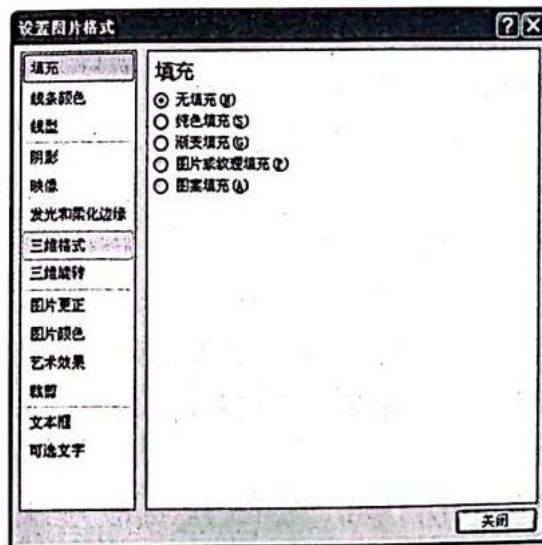 设置图片格式
填充
线条颜色
线型
阴影
映像
发光和柔化边缘
三维格式
三维旋转
图片更正
图片颜色
艺术效果
裁剪
文本框
可选文字
填充
无填充(N)
纯色填充(S)
渐变填充(G)
图片或纹理填充(P)
图案填充(A)
关闭